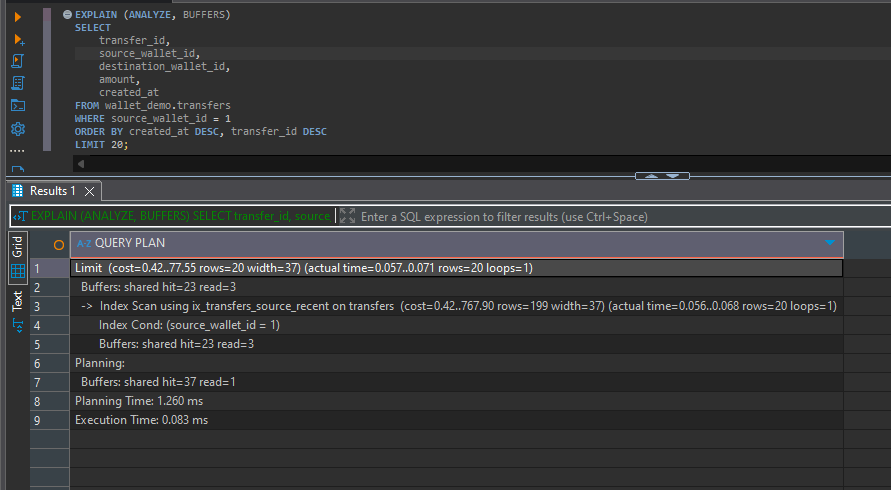 EXPLAIN (ANALYZE, BUFFERS)
SELECT
transfer_id,
source_wallet_id,
destination_wallet_id,
amount,
created_at
FROM wallet_demo.transfers
WHERE source_wallet_id = 1
ORDER BY created_at DESC, transfer_id DESC
LIMIT 20;
Results 1
EXPLAIN (ANALYZE, BUFFERS) SELECT transfer_id, source_
Enter a SQL expression to filter results (use Ctrl+Space)
Grid
Text
A-Z QUERY PLAN
1 Limit (cost=0.42..77.55 rows=20 width=37) (actual time=0.057..0.071 rows=20 loops=1)
2 Buffers: shared hit=23 read=3
3 -> Index Scan using ix_transfers_source_recent on transfers (cost=0.42..767.90 rows=199 width=37) (actual time=0.056..0.068 rows=20 loops=1)
4 Index Cond: (source_wallet_id = 1)
5 Buffers: shared hit=23 read=3
6 Planning:
7 Buffers: shared hit=37 read=1
8 Planning Time: 1.260 ms
9 Execution Time: 0.083 ms